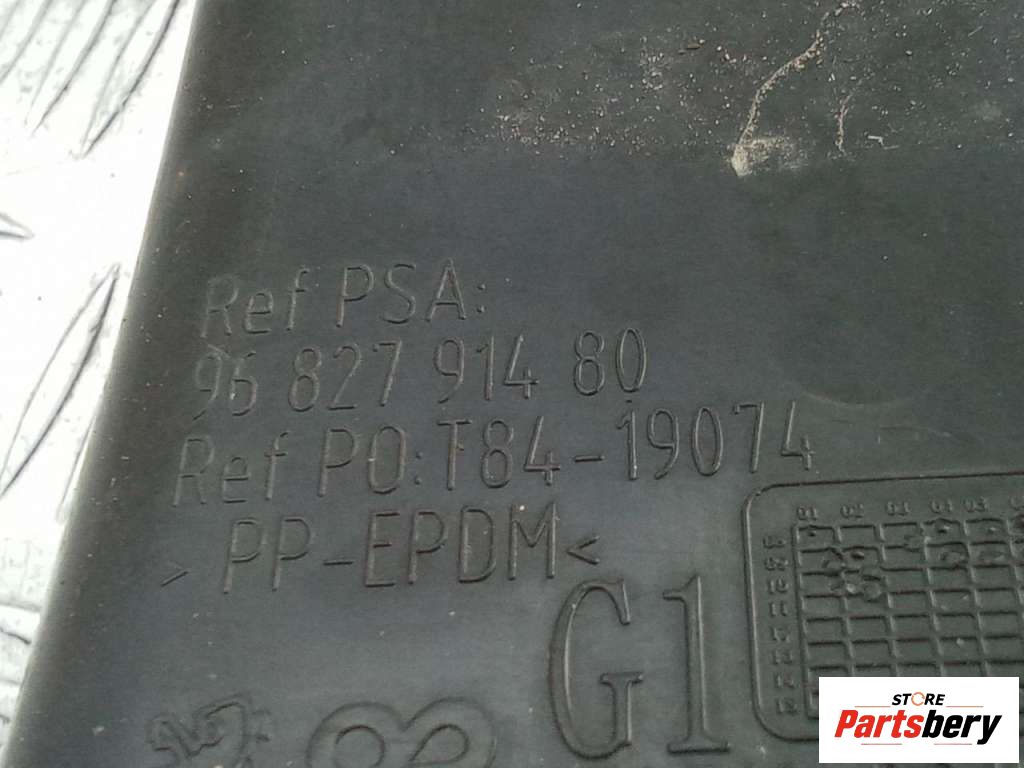 Ref PSA:
96 827 914 80
Ref PO: T84-19074
> PP-EPDM <
G1
STORE
Partsbery